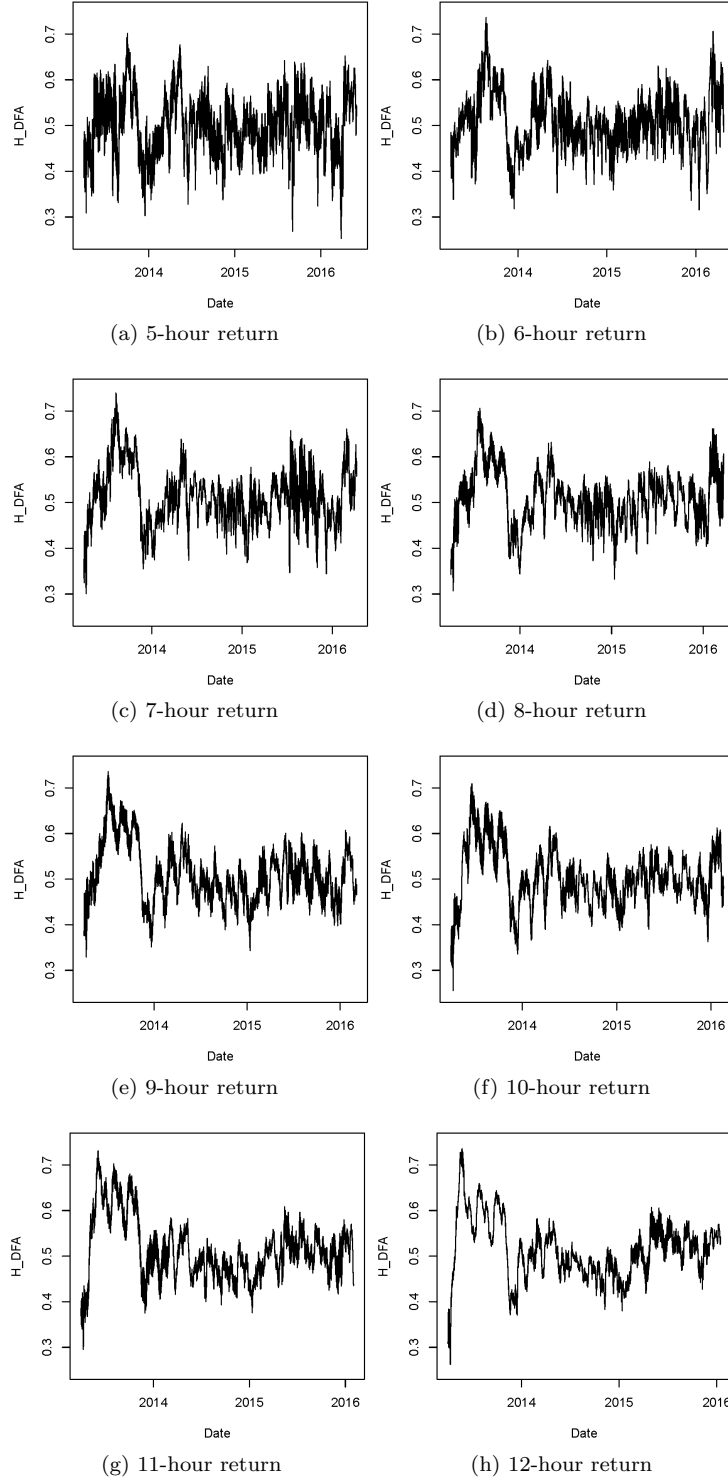 0.7
0.6
0.5
0.4
0.3
H_DFA
2014 2015 2016
Date
(a) 5-hour return
0.7
0.6
0.5
0.4
0.3
H_DFA
2014 2015 2016
Date
(b) 6-hour return
0.7
0.6
0.5
0.4
0.3
H_DFA
2014 2015 2016
Date
(c) 7-hour return
0.7
0.6
0.5
0.4
0.3
H_DFA
2014 2015 2016
Date
(d) 8-hour return
0.7
0.6
0.5
0.4
0.3
H_DFA
2014 2015 2016
Date
(e) 9-hour return
0.7
0.6
0.5
0.4
0.3
H_DFA
2014 2015 2016
Date
(f) 10-hour return
0.7
0.6
0.5
0.4
0.3
H_DFA
2014 2015 2016
Date
(g) 11-hour return
0.7
0.6
0.5
0.4
0.3
H_DFA
2014 2015 2016
Date
(h) 12-hour return